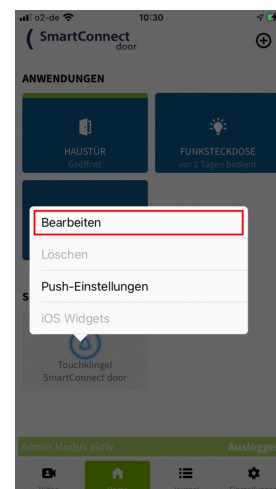 o2-de 10:30
SmartConnect
door
ANWENDUNGEN
HAUSTÜR
Geöffnet
FUNKSTECKDOSE
vor 2 Tagen bedient
Bearbeiten
Löschen
Push-Einstellungen
iOS Widgets
S
Touchklingel
SmartConnect door
Admin Modus aktiv Auslogge